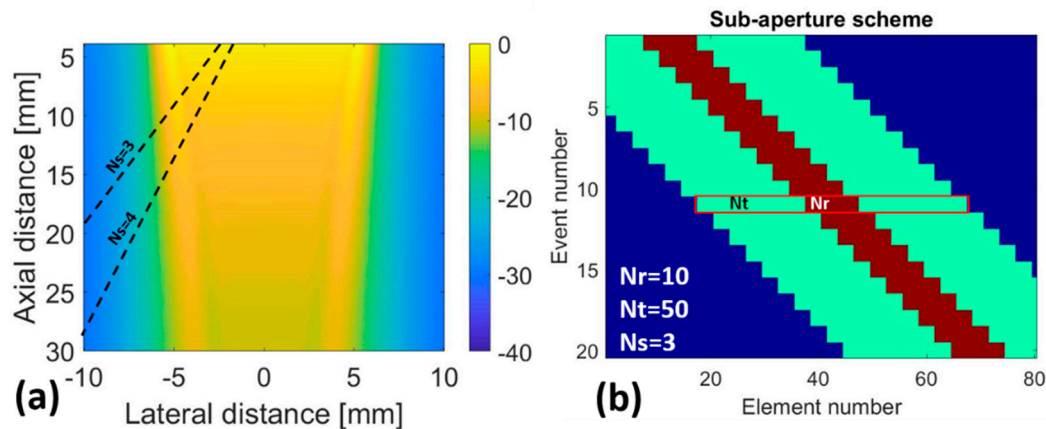 Sub-aperture scheme
Axial distance [mm]
5
10
15
20
25
30
-10
-5
0
5
10
Lateral distance [mm]
0
-10
-20
-30
-40
Ns=3
Ns=4
(a)
Event number
5
10
15
20
20
40
60
80
Element number
Nt
Nr
Nr=10
Nt=50
Ns=3
(b)